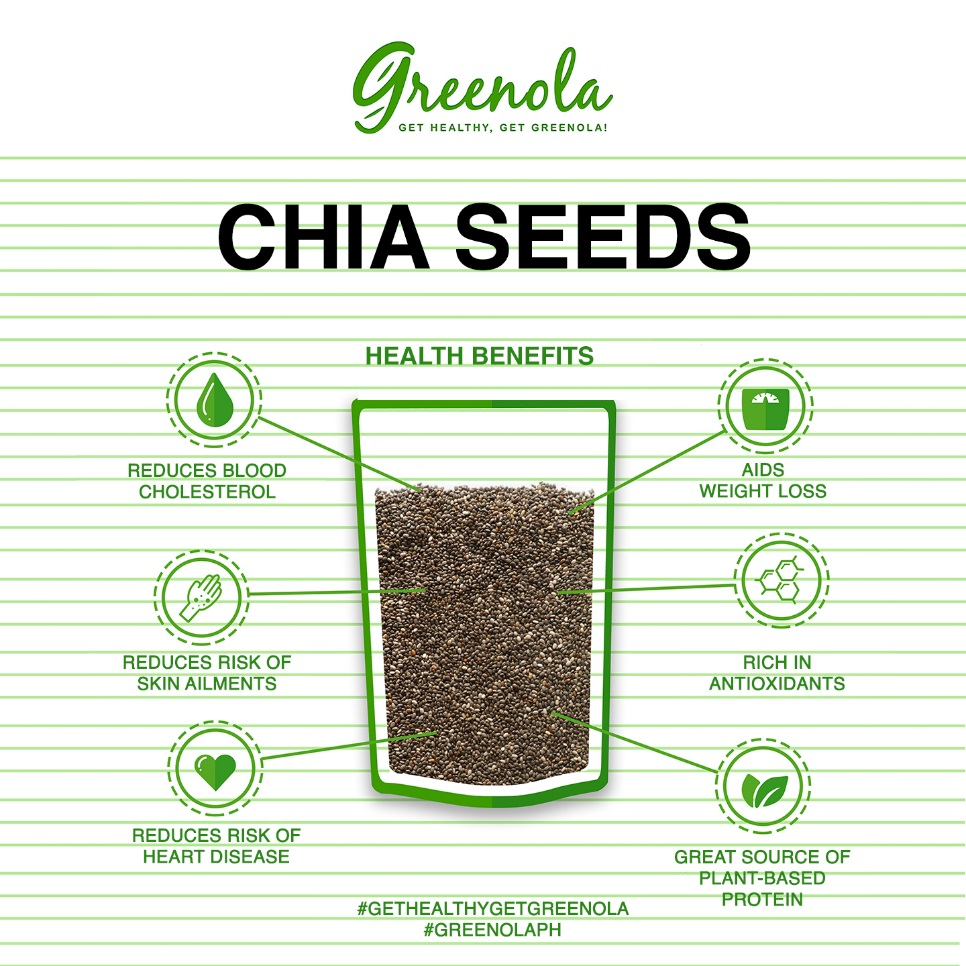 Greenola
GET HEALTHY, GET GREENOLA!
CHIA SEEDS
HEALTH BENEFITS
REDUCES BLOOD
CHOLESTEROL
AIDS
WEIGHT LOSS
REDUCES RISK OF
SKIN AILMENTS
RICH IN
ANTIOXIDANTS
REDUCES RISK OF
HEART DISEASE
GREAT SOURCE OF
PLANT-BASED
PROTEIN
#GETHEALTHYGETGREENOLA
#GREENOLAPH